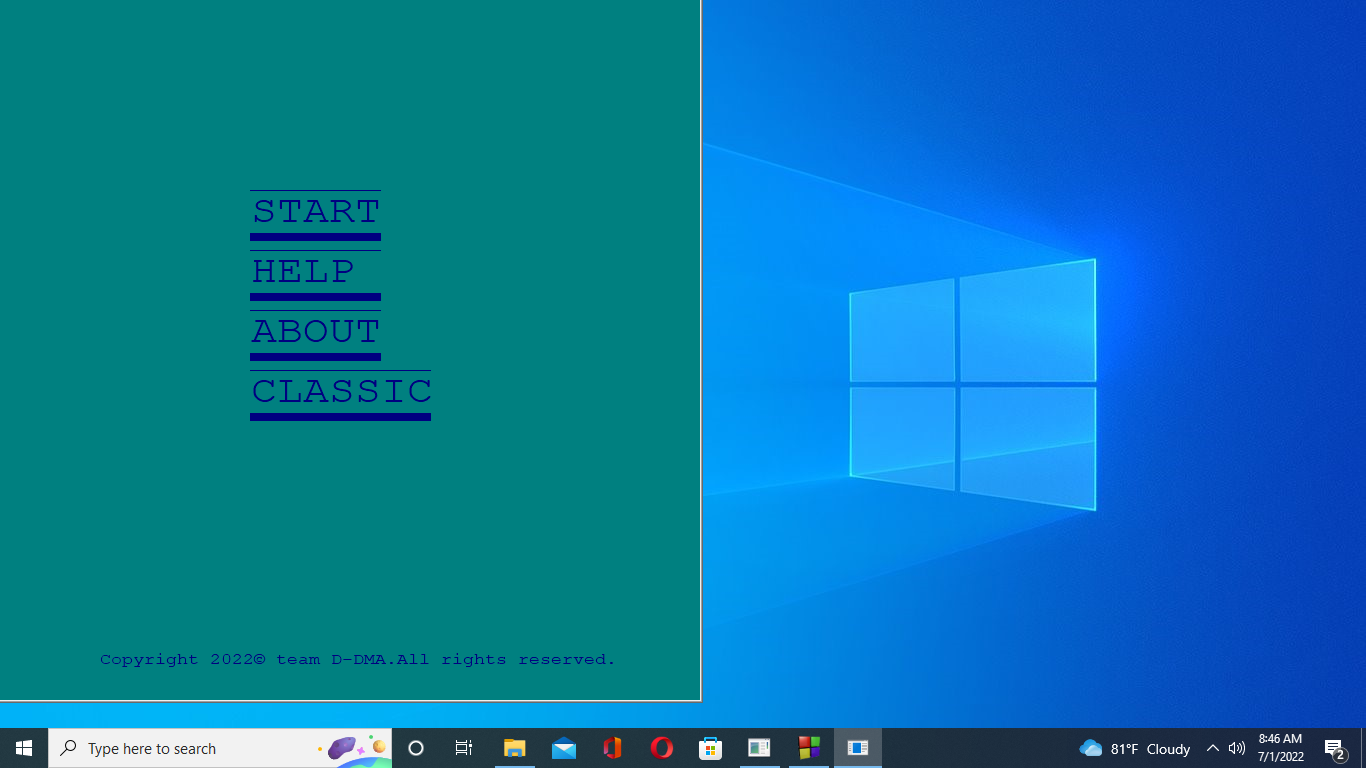 START
HELP
ABOUT
CLASSIC
Copyright 2022© team D-DMA.All rights reserved.
Type here to search
81°F Cloudy
8:46 AM
7/1/2022
2